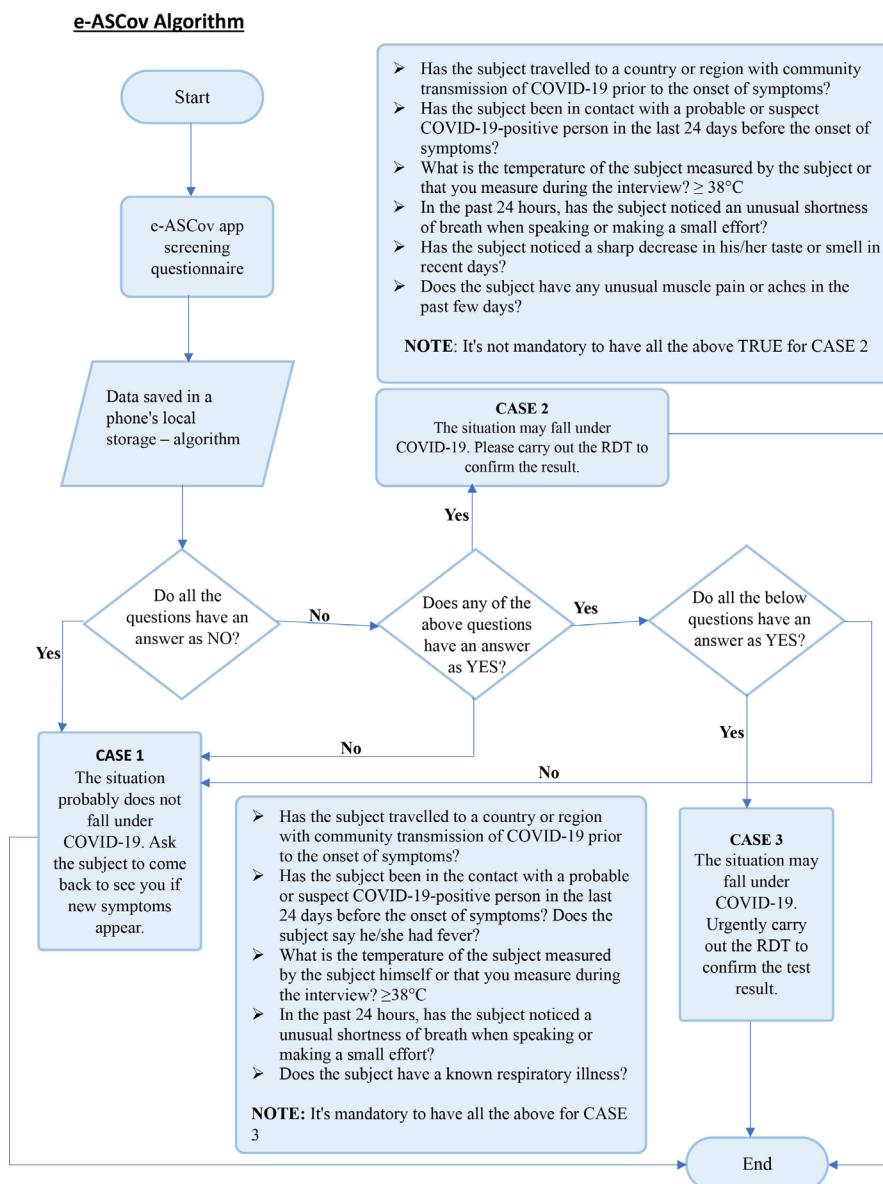 e-ASCov Algorithm
Start
e-ASCov app
screening
questionnaire
Data saved in a
phone's local
storage – algorithm
➢ Has the subject travelled to a country or region with community
transmission of COVID-19 prior to the onset of symptoms?
➢ Has the subject been in contact with a probable or suspect
COVID-19-positive person in the last 24 days before the onset of
symptoms?
➢ What is the temperature of the subject measured by the subject or
that you measure during the interview? ≥ 38°C
➢ In the past 24 hours, has the subject noticed an unusual shortness
of breath when speaking or making a small effort?
➢ Has the subject noticed a sharp decrease in his/her taste or smell in
recent days?
➢ Does the subject have any unusual muscle pain or aches in the
past few days?
NOTE: It's not mandatory to have all the above TRUE for CASE 2
CASE 2
The situation may fall under
COVID-19. Please carry out the RDT to
confirm the result.
Yes
Do all the
questions have an
answer as NO?
No
Does any of the
above questions
have an answer
as YES?
Yes
Do all the below
questions have an
answer as YES?
Yes
No
Yes
No
CASE 1
The situation
probably does not
fall under
COVID-19. Ask
the subject to come
back to see you if
new symptoms
appear.
➢ Has the subject travelled to a country or region
with community transmission of COVID-19 prior
to the onset of symptoms?
➢ Has the subject been in the contact with a probable
or suspect COVID-19-positive person in the last
24 days before the onset of symptoms? Does the
subject say he/she had fever?
➢ What is the temperature of the subject measured
by the subject himself or that you measure during
the interview? ≥38°C
➢ In the past 24 hours, has the subject noticed a
unusual shortness of breath when speaking or
making a small effort?
➢ Does the subject have a known respiratory illness?
NOTE: It's mandatory to have all the above for CASE
3
CASE 3
The situation may
fall under
COVID-19.
Urgently carry
out the RDT to
confirm the test
result.
End